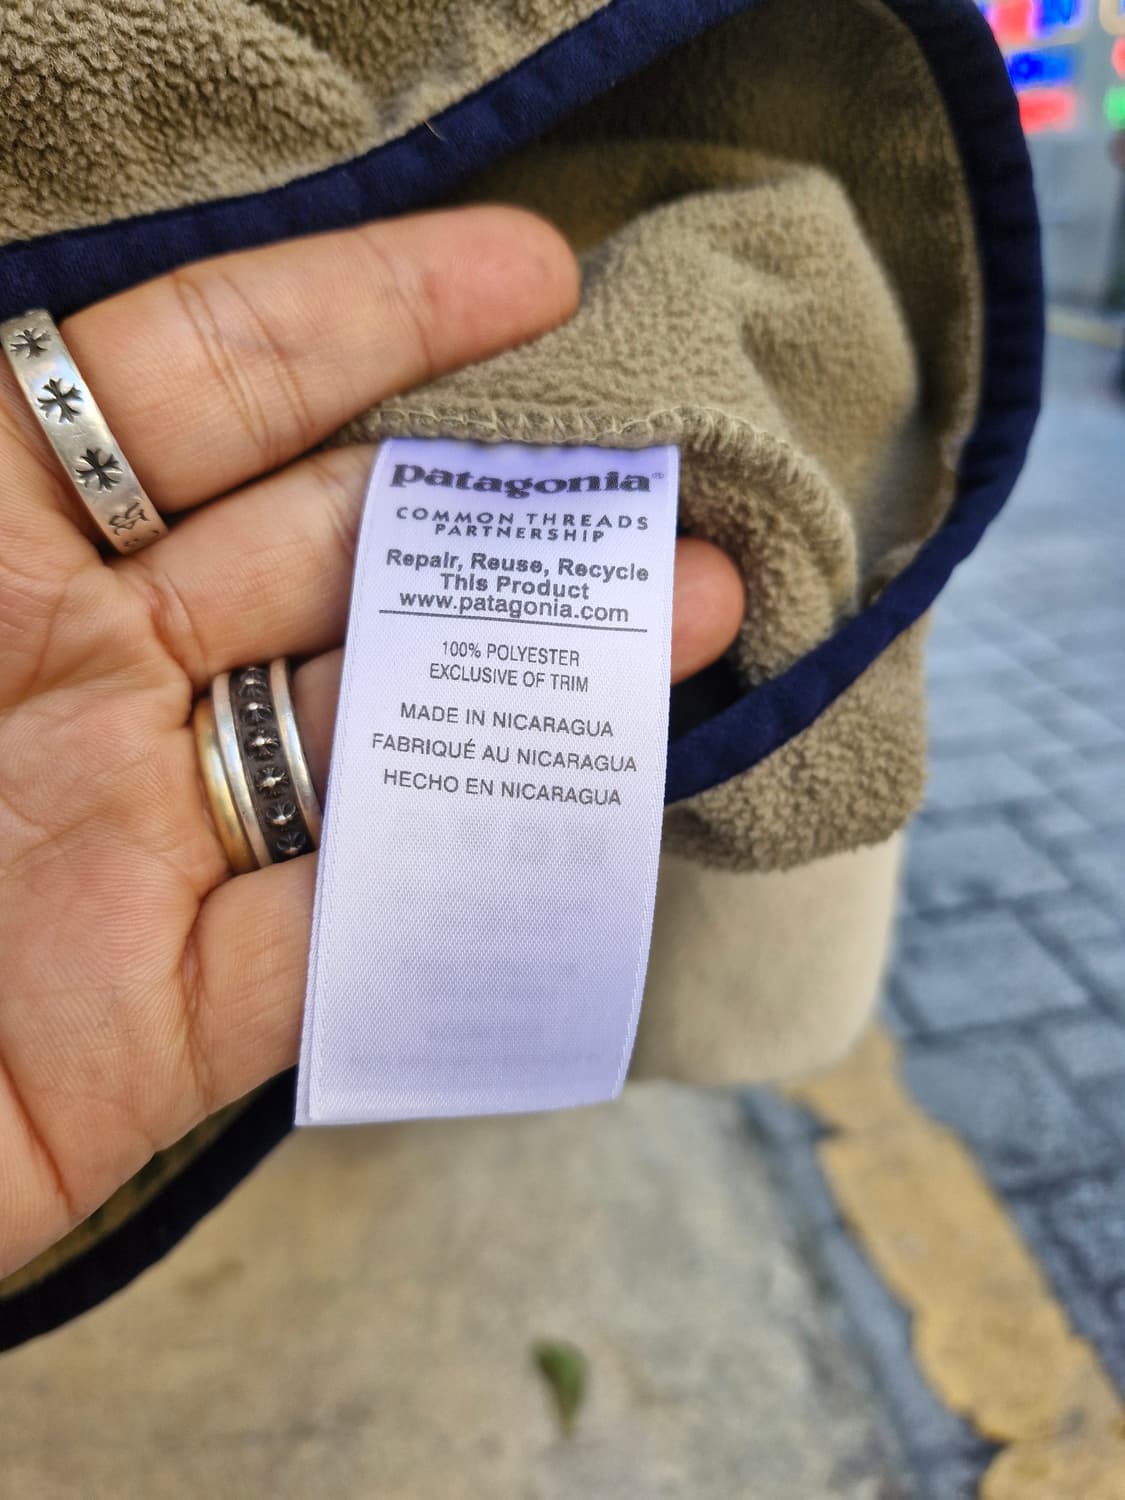 patagonia®
COMMON THREADS
PARTNERSHIP
Repair, Reuse, Recycle
This Product
www.patagonia.com
100% POLYESTER
EXCLUSIVE OF TRIM
MADE IN NICARAGUA
FABRIQUÉ AU NICARAGUA
HECHO EN NICARAGUA